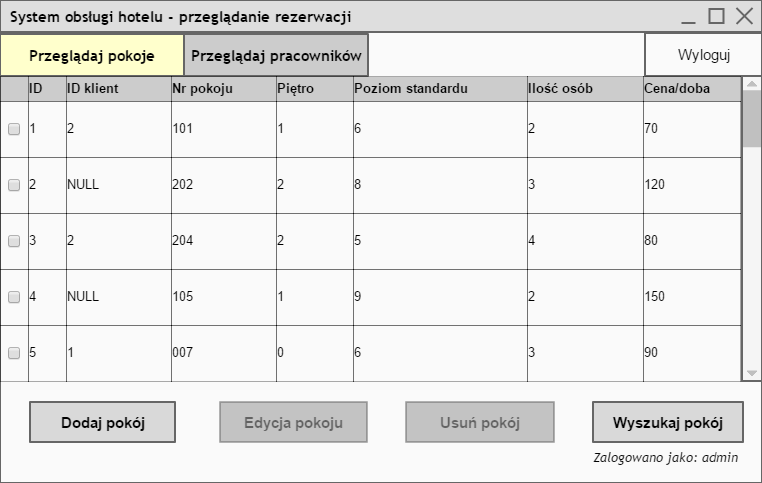 System obsługi hotelu - przeglądanie rezerwacji
Przeglądaj pokoje Przeglądaj pracowników Wyloguj
ID ID klient Nr pokoju Piętro Poziom standardu Ilość osób Cena/doba
1 2 101 1 6 2 70
2 NULL 202 2 8 3 120
3 2 204 2 5 4 80
4 NULL 105 1 9 2 150
5 1 007 0 6 3 90
Dodaj pokój Edycja pokoju Usuń pokój Wyszukaj pokój
Zalogowano jako: admin